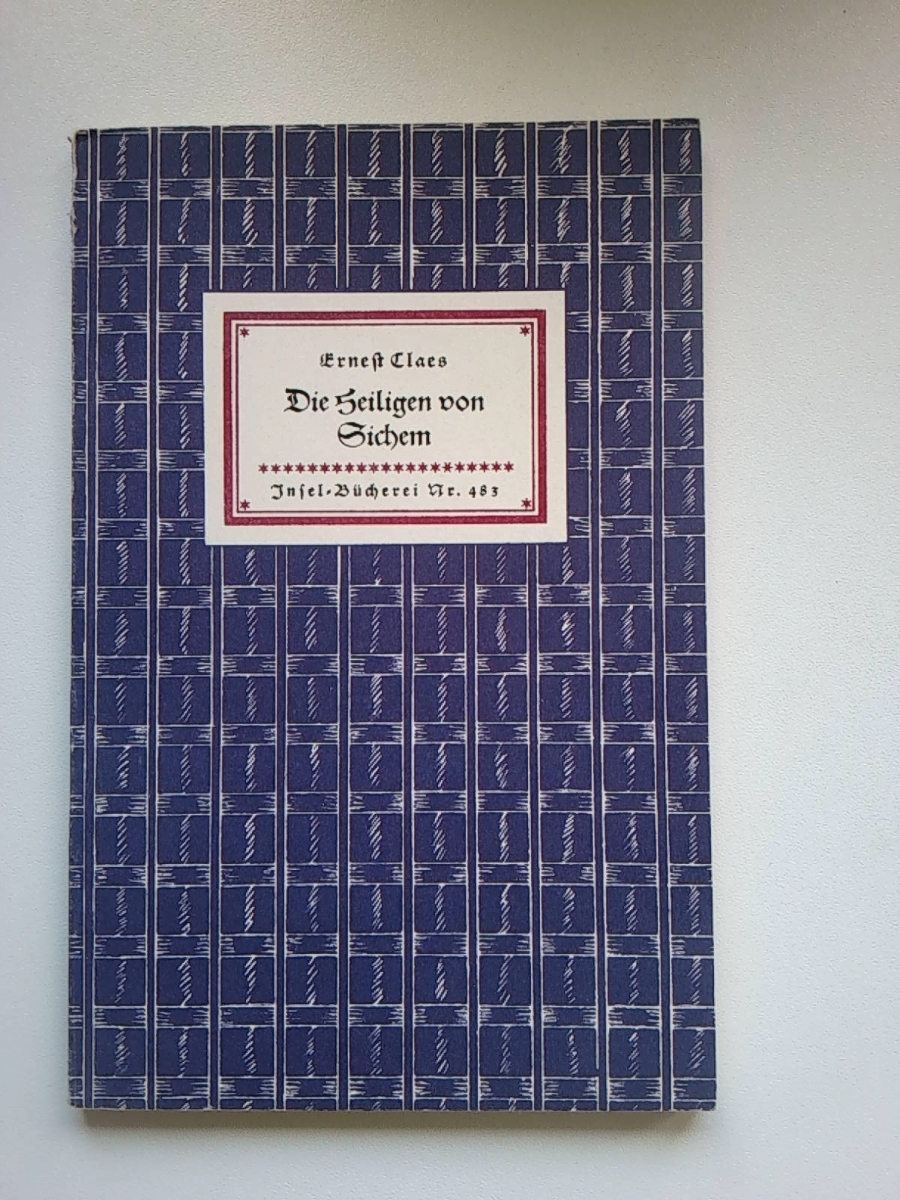 Ernest Claes
Die Heiligen von
Sichem
Insel-Bücherei Nr. 483